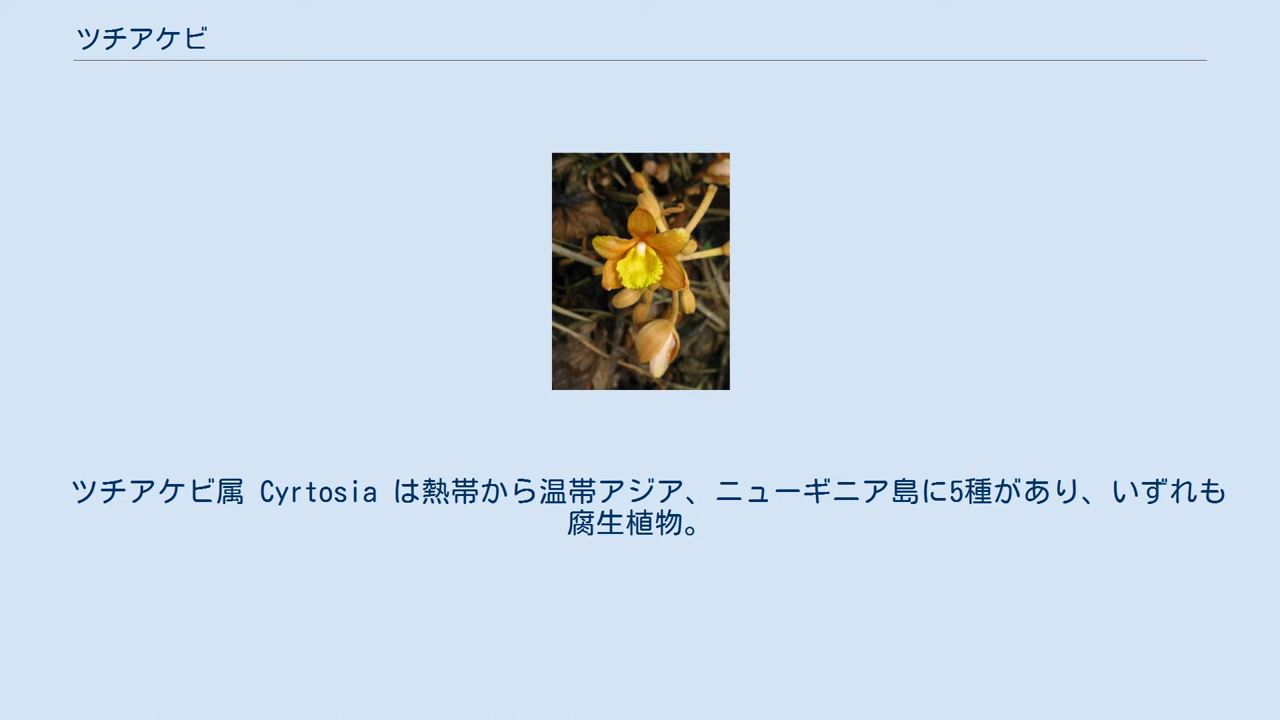 ツチアケビ
ツチアケビ属 Cyrtosia は熱帯から温帯アジア、ニューギニア島に5種があり、いずれも
腐生植物。